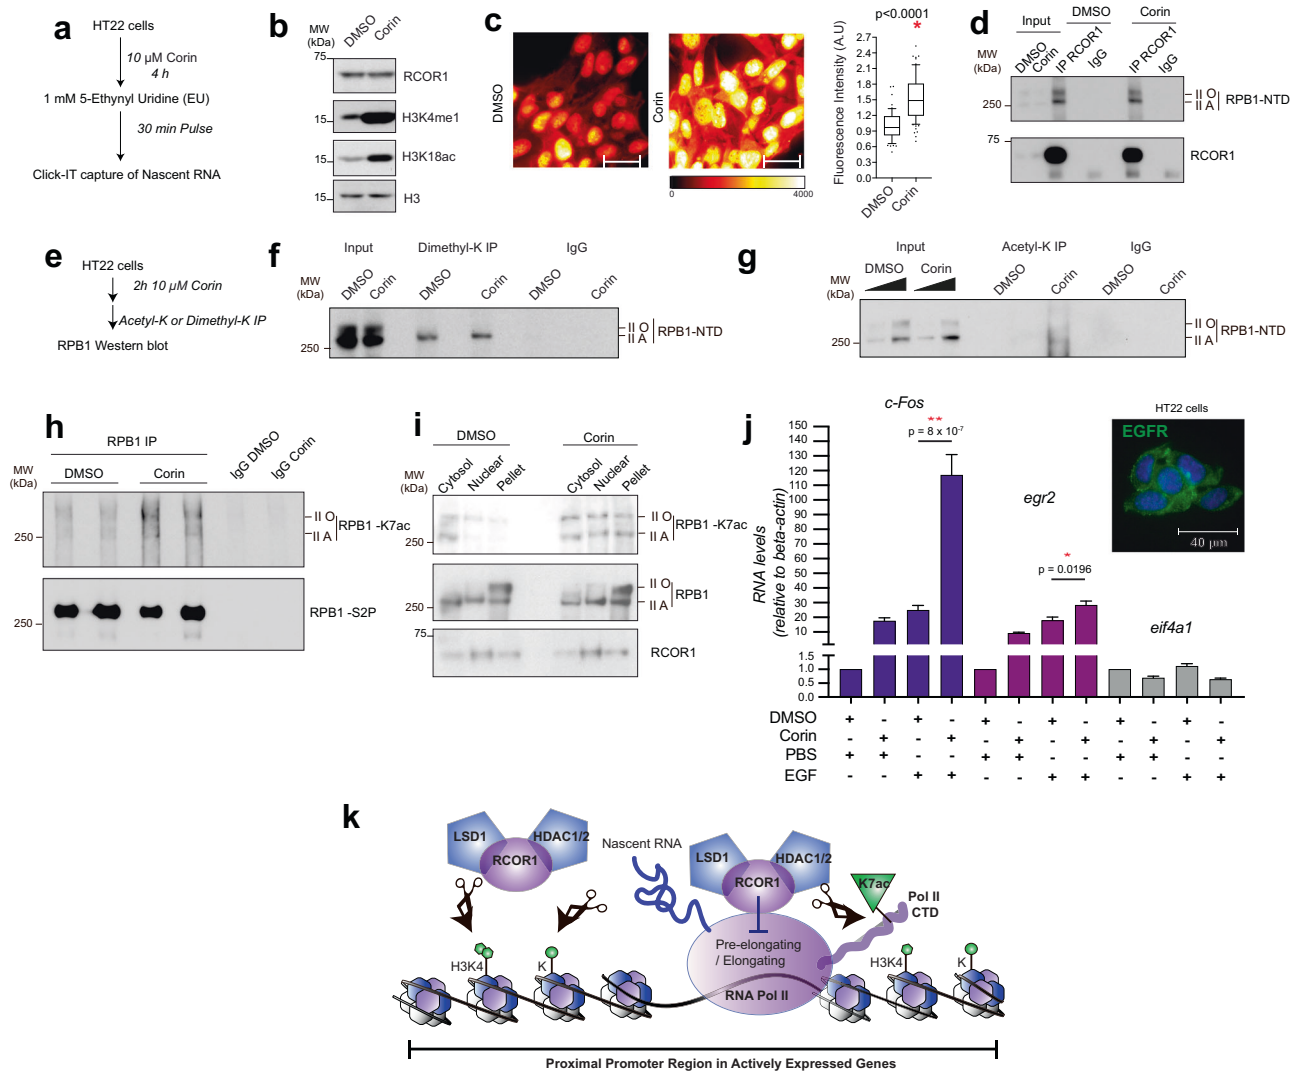 a
HT22 cells
10 µM Corin
4 h
1 mM 5-Ethynyl Uridine (EU)
30 min Pulse
Click-IT capture of Nascent RNA
b
MW
(kDa)
DMSO
Corin
75
RCOR1
15
H3K4me1
15
H3K18ac
15
H3
c
DMSO
Corin
0
4000
p<0.0001
*
Fluorescence Intensity (A.U)
2.7
2.4
2.1
1.8
1.5
1.2
0.9
0.6
0.3
0.0
DMSO
Corin
d
Input
DMSO
Corin
MW
(kDa)
DMSO
Corin
IP RCOR1
IgG
IP RCOR1
IgG
250
II O
II A
RPB1-NTD
75
RCOR1
e
HT22 cells
2h 10 µM Corin
Acetyl-K or Dimethyl-K IP
RPB1 Western blot
f
Input
Dimethyl-K IP
IgG
MW
(kDa)
DMSO
Corin
DMSO
Corin
DMSO
Corin
250
II O
II A
RPB1-NTD
g
Input
Acetyl-K IP
IgG
MW
(kDa)
DMSO
Corin
DMSO
Corin
DMSO
Corin
250
II O
II A
RPB1-NTD
h
RPB1 IP
DMSO
Corin
IgG DMSO
IgG Corin
MW
(kDa)
250
II O
II A
RPB1 -K7ac
250
RPB1 -S2P
i
DMSO
Corin
MW
(kDa)
Cytosol
Nuclear
Pellet
Cytosol
Nuclear
Pellet
250
II O
II A
RPB1 -K7ac
250
II O
II A
RPB1
75
RCOR1
j
RNA levels
(relative to beta-actin)
150
140
130
120
110
100
90
80
70
60
50
40
30
20
10
1.5
1.0
0.5
0.0
c-Fos
**
p = 8 x 10-7
egr2
*
p = 0.0196
eif4a1
HT22 cells
EGFR
40 µm
DMSO + - + - + - + - + - + -
Corin - + - + - + - + - + - +
PBS + + - - + + - - + + - -
EGF - - + + - - + + - - + +
k
LSD1
HDAC1/2
RCOR1
Nascent RNA
LSD1
HDAC1/2
RCOR1
K7ac
Pol II
CTD
Pre-elongating
/ Elongating
RNA Pol II
H3K4
K
H3K4
K
Proximal Promoter Region in Actively Expressed Genes